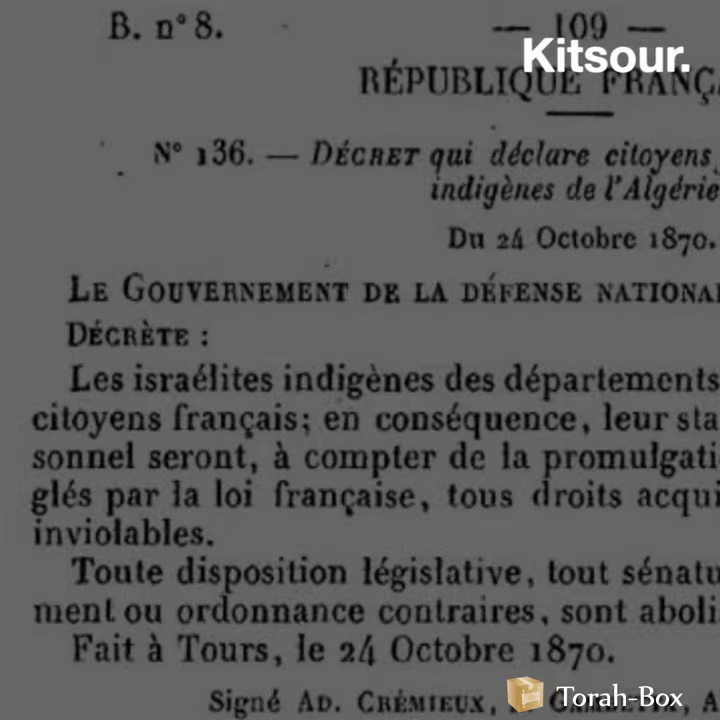 B. n° 8.
— 109 —
Kitsour.
RÉPUBLIQUE FRANÇ
N° 136. — DÉCRET qui déclare citoyens
indigènes de l'Algérie
Du 24 Octobre 1870.
LE GOUVERNEMENT DE LA DÉFENSE NATIONA
DÉCRÈTE :
Les israélites indigènes des départements
citoyens français; en conséquence, leur sta
sonnel seront, à compter de la promulgati
glés par la loi française, tous droits acqui
inviolables.
Toute disposition législative, tout sénatu
ment ou ordonnance contraires, sont aboli
Fait à Tours, le 24 Octobre 1870.
Signé AD. CRÉMIEUX,
Torah-Box